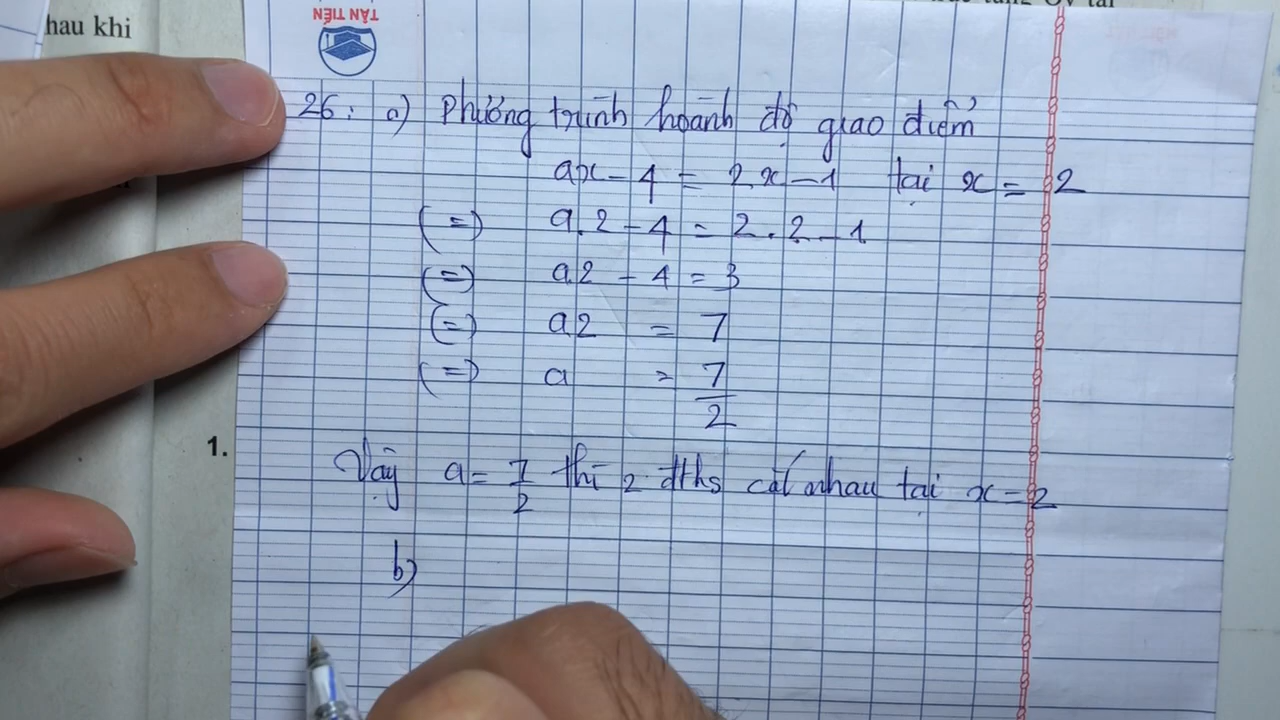 hau khi
TÂN TIẾN
26: a) Phương trình hoành độ giao điểm
ax - 4 = 2x - 1 tại x = 2
(=) a.2 - 4 = 2.2 - 1
(=) a2 - 4 = 3
(=) a2 = 7
(=) a = 7/2
1.
Vậy a = 7/2 thì 2 đths cắt nhau tại x = 2
b)